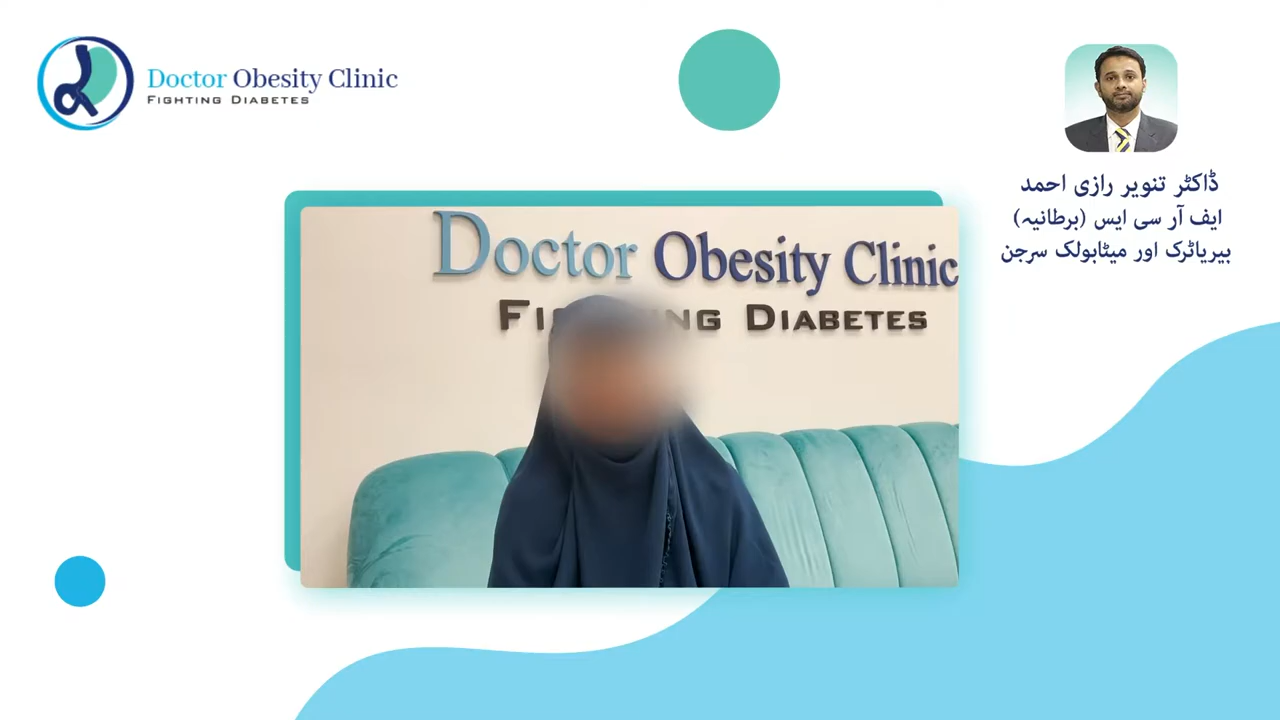 Doctor Obesity Clinic
FIGHTING DIABETES
ڈاکٹر تنویر رازی احمد
ایف آر سی ایس (برطانیہ)
بیریاٹرک اور میٹابولک سرجن
Doctor Obesity Clinic
DIABETES